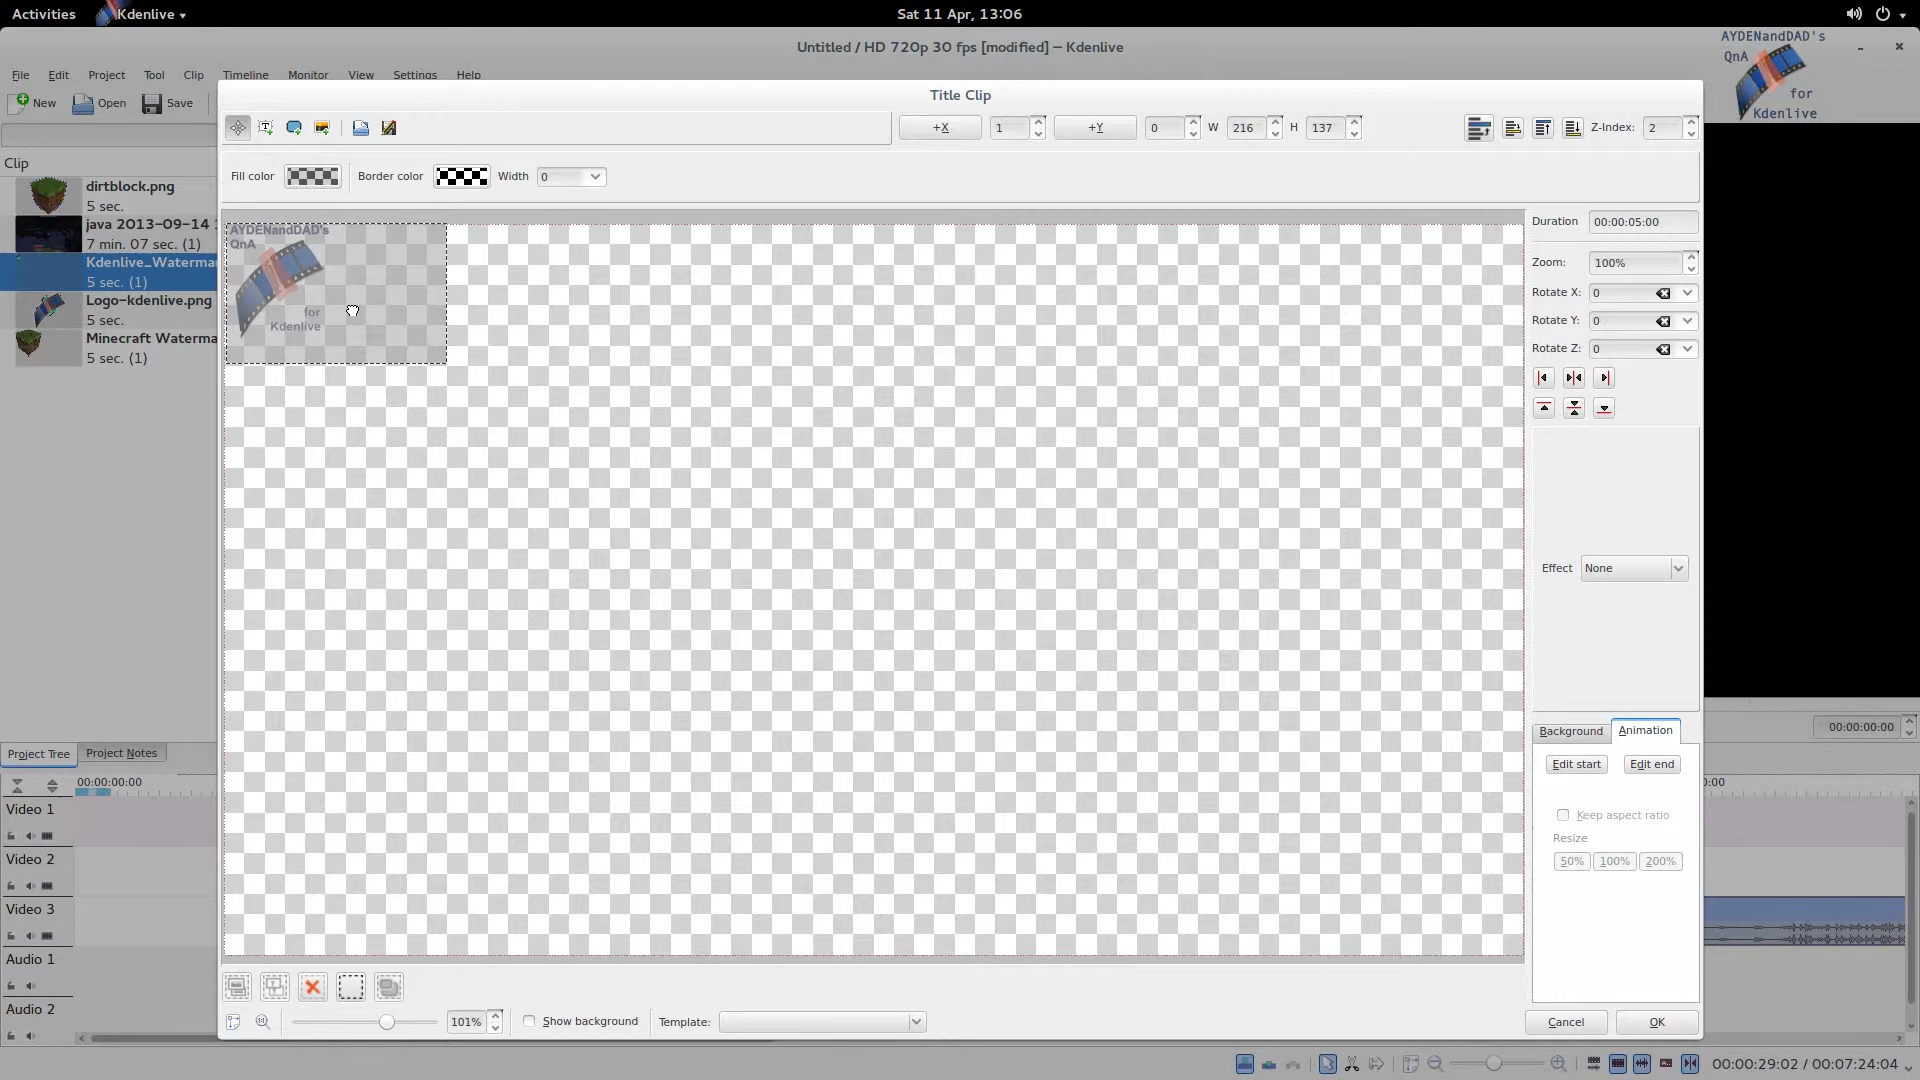 Activities
Kdenlive
Sat 11 Apr, 13:06
Untitled / HD 720p 30 fps [modified] – Kdenlive
AYDENandDAD's
QnA
for
Kdenlive
File Edit Project Tool Clip Timeline Monitor View Settings Help
New Open Save
Title Clip
+X 1 +Y 0 W 216 H 137 Z-Index: 2
Fill color Border color Width 0
Clip
dirtblock.png
5 sec.
java 2013-09-14
7 min. 07 sec. (1)
Kdenlive_Waterma
5 sec. (1)
Logo-kdenlive.png
5 sec.
Minecraft Waterma
5 sec. (1)
AYDENandDAD's
QnA
for
Kdenlive
Duration 00:00:05:00
Zoom: 100%
Rotate X: 0
Rotate Y: 0
Rotate Z: 0
Effect None
Background Animation
Edit start Edit end
Keep aspect ratio
Resize
50% 100% 200%
00:00:00:00
Project Tree Project Notes
00:00:00:00
Video 1
Video 2
Video 3
Audio 1
Audio 2
101% Show background Template:
Cancel OK
00:00:29:02 / 00:07:24:04